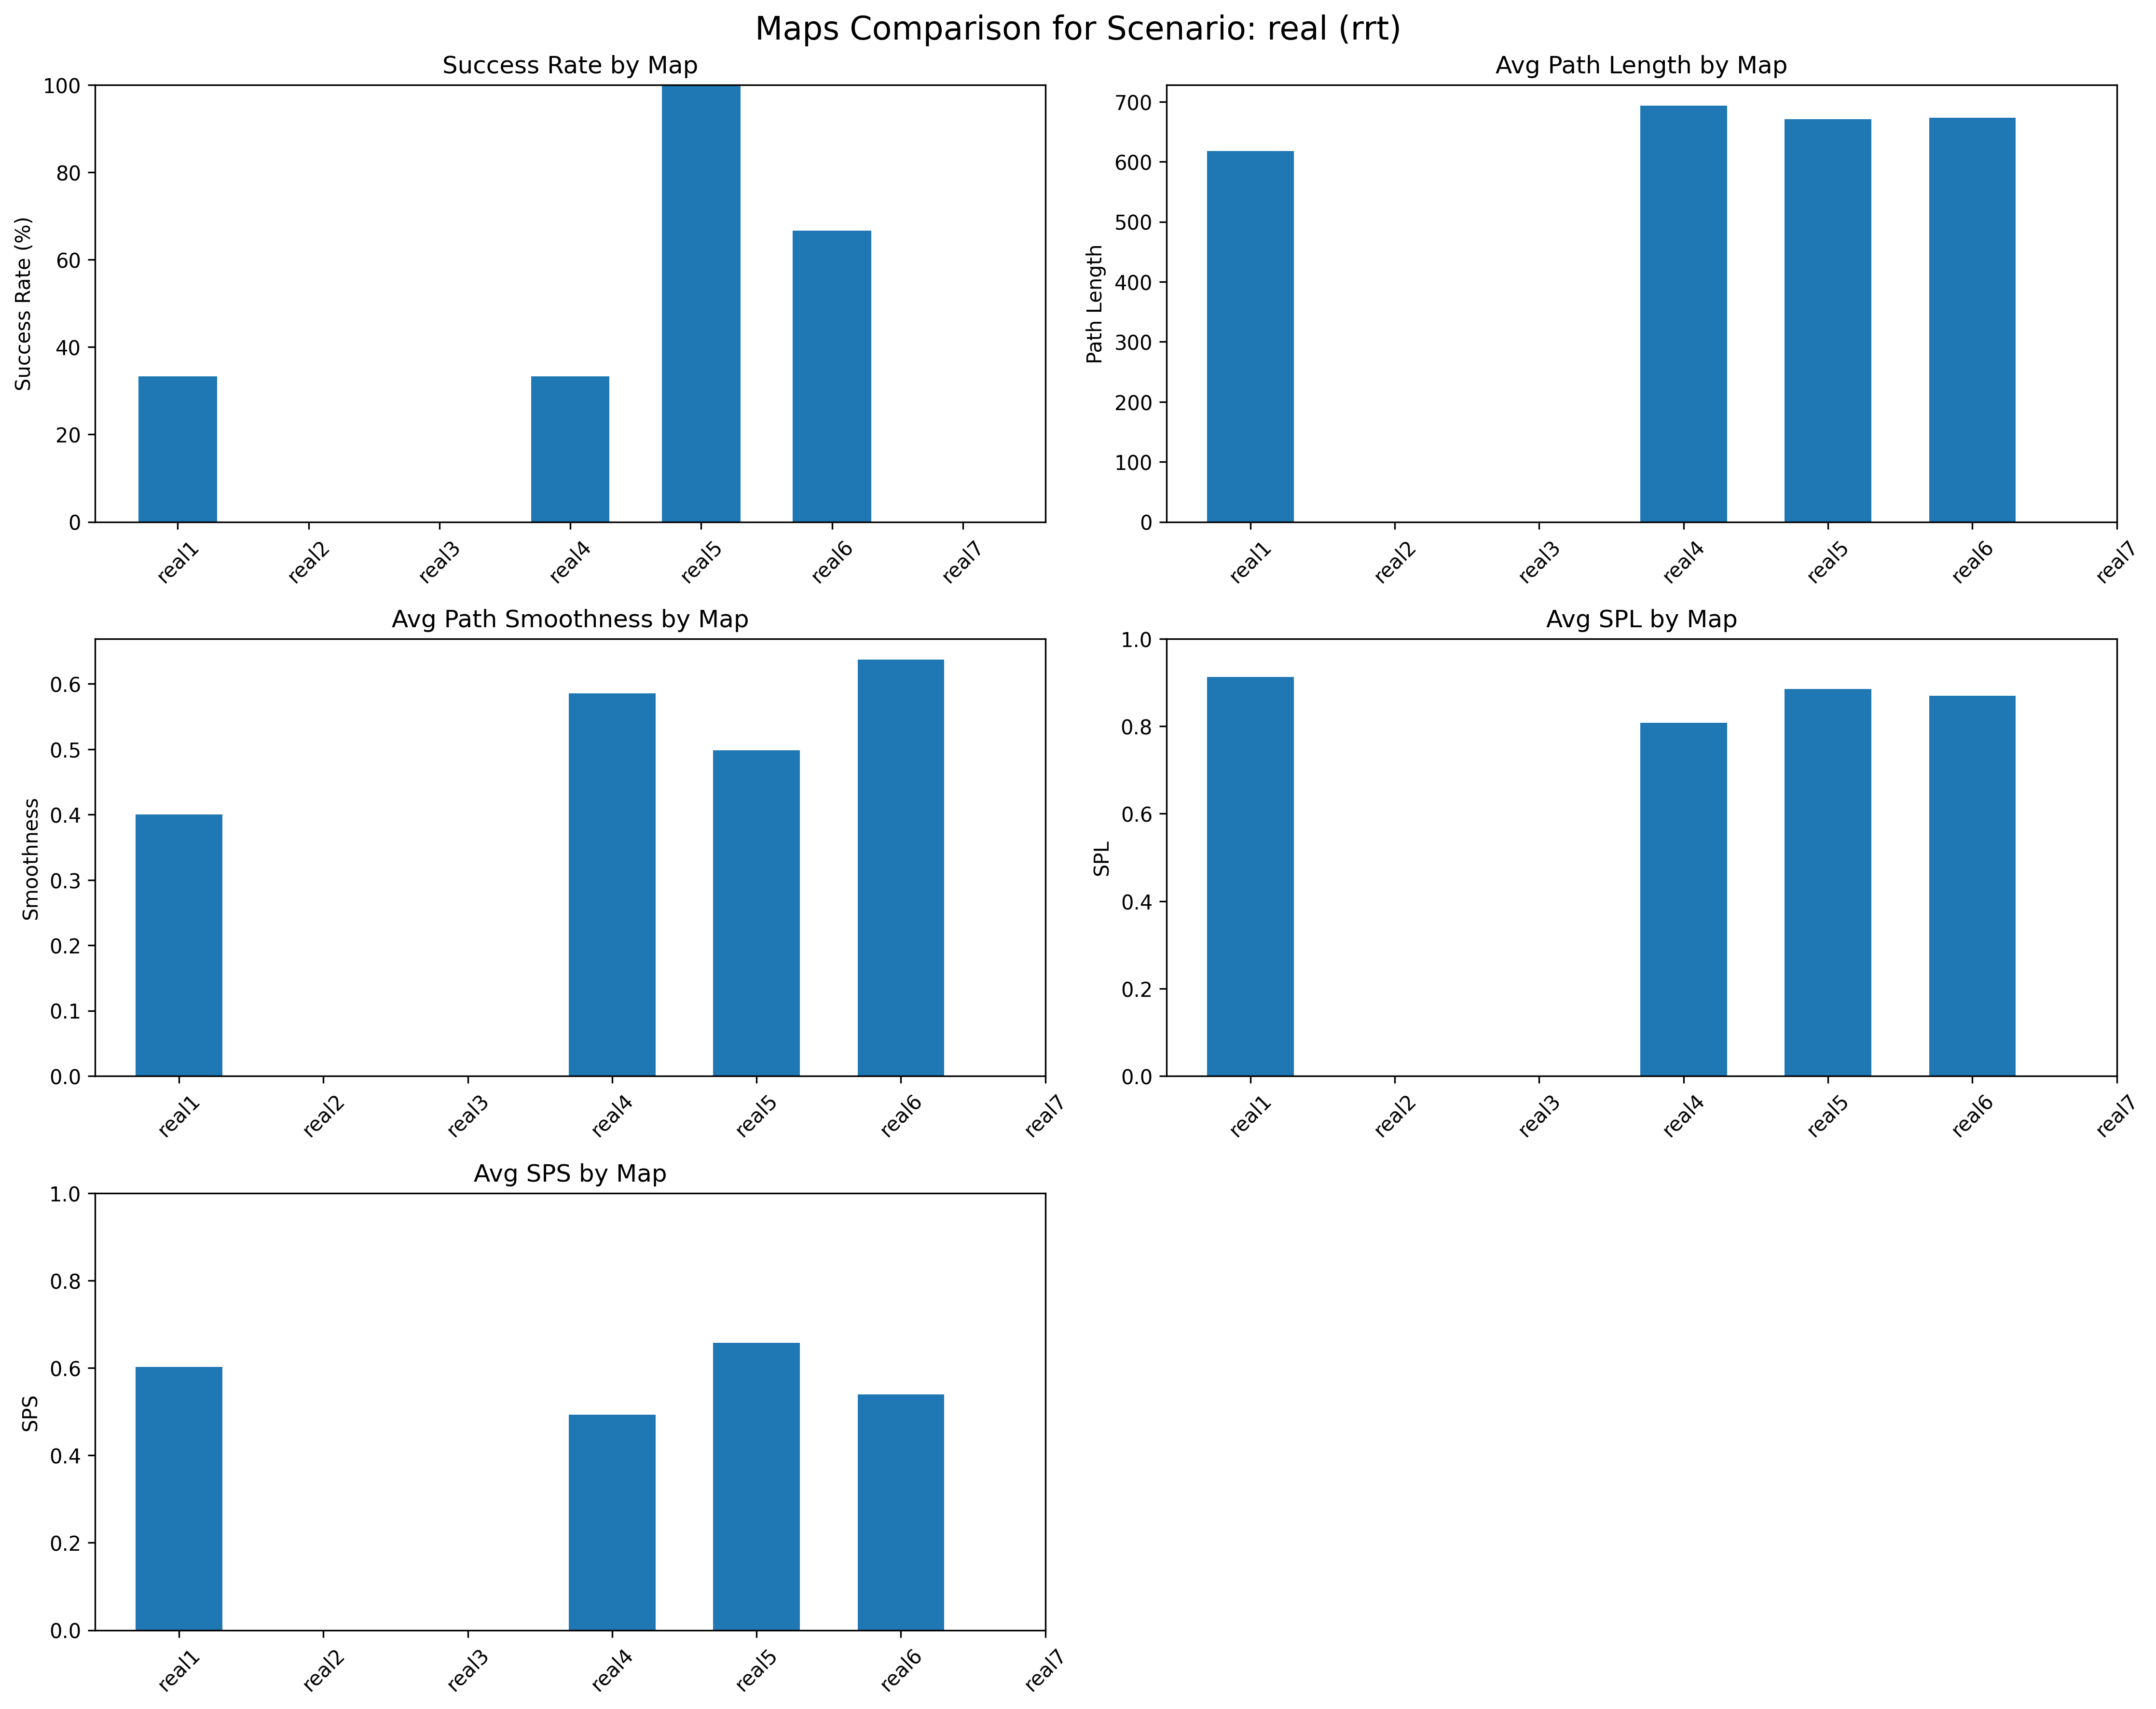 Maps Comparison for Scenario: real (rrt)
Success Rate by Map
Success Rate (%)
100
80
60
40
20
0
real1 real2 real3 real4 real5 real6 real7
Avg Path Length by Map
Path Length
700
600
500
400
300
200
100
0
real1 real2 real3 real4 real5 real6 real7
Avg Path Smoothness by Map
Smoothness
0.6
0.5
0.4
0.3
0.2
0.1
0.0
real1 real2 real3 real4 real5 real6 real7
Avg SPL by Map
SPL
1.0
0.8
0.6
0.4
0.2
0.0
real1 real2 real3 real4 real5 real6 real7
Avg SPS by Map
SPS
1.0
0.8
0.6
0.4
0.2
0.0
real1 real2 real3 real4 real5 real6 real7